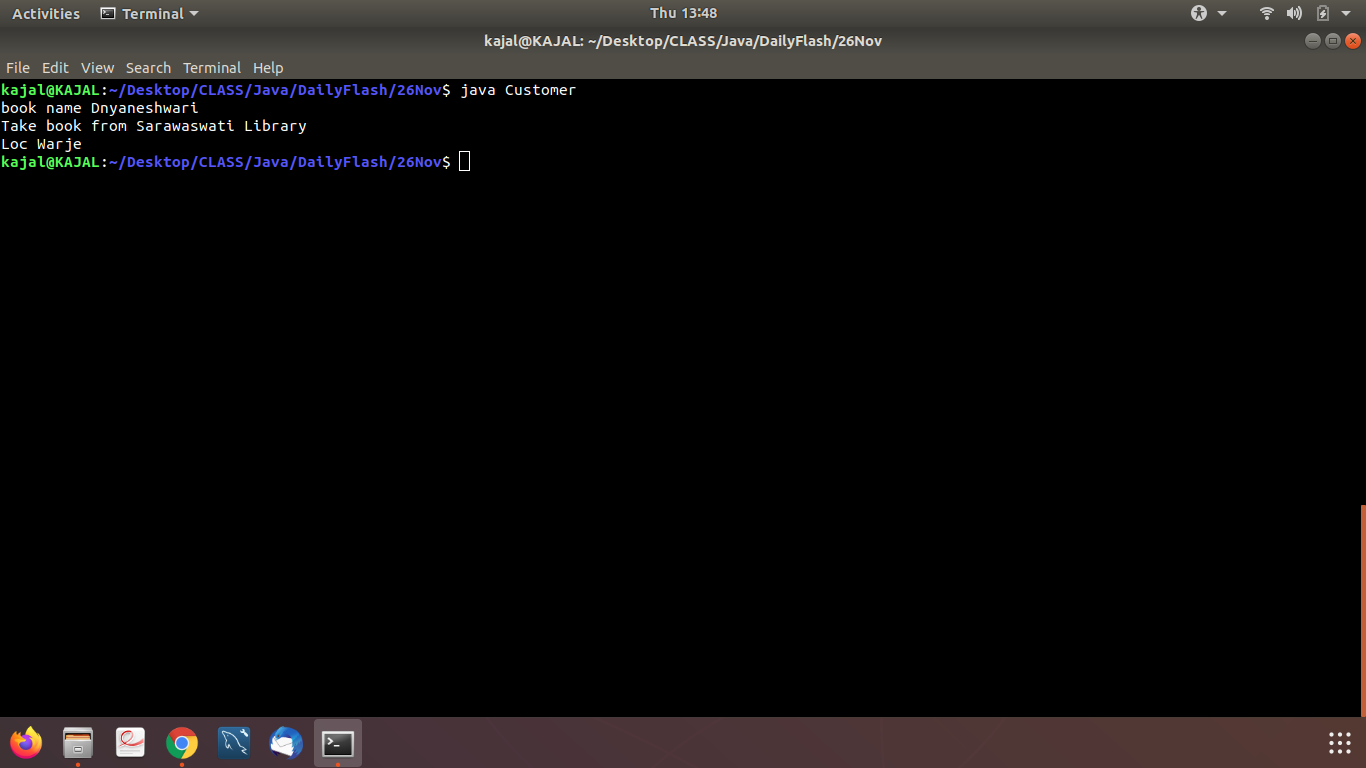 Activities Terminal Thu 13:48
kajal@KAJAL: ~/Desktop/CLASS/Java/DailyFlash/26Nov
File Edit View Search Terminal Help
kajal@KAJAL:~/Desktop/CLASS/Java/DailyFlash/26Nov$ java Customer
book name Dnyaneshwari
Take book from Sarawaswati Library
Loc Warje
kajal@KAJAL:~/Desktop/CLASS/Java/DailyFlash/26Nov$